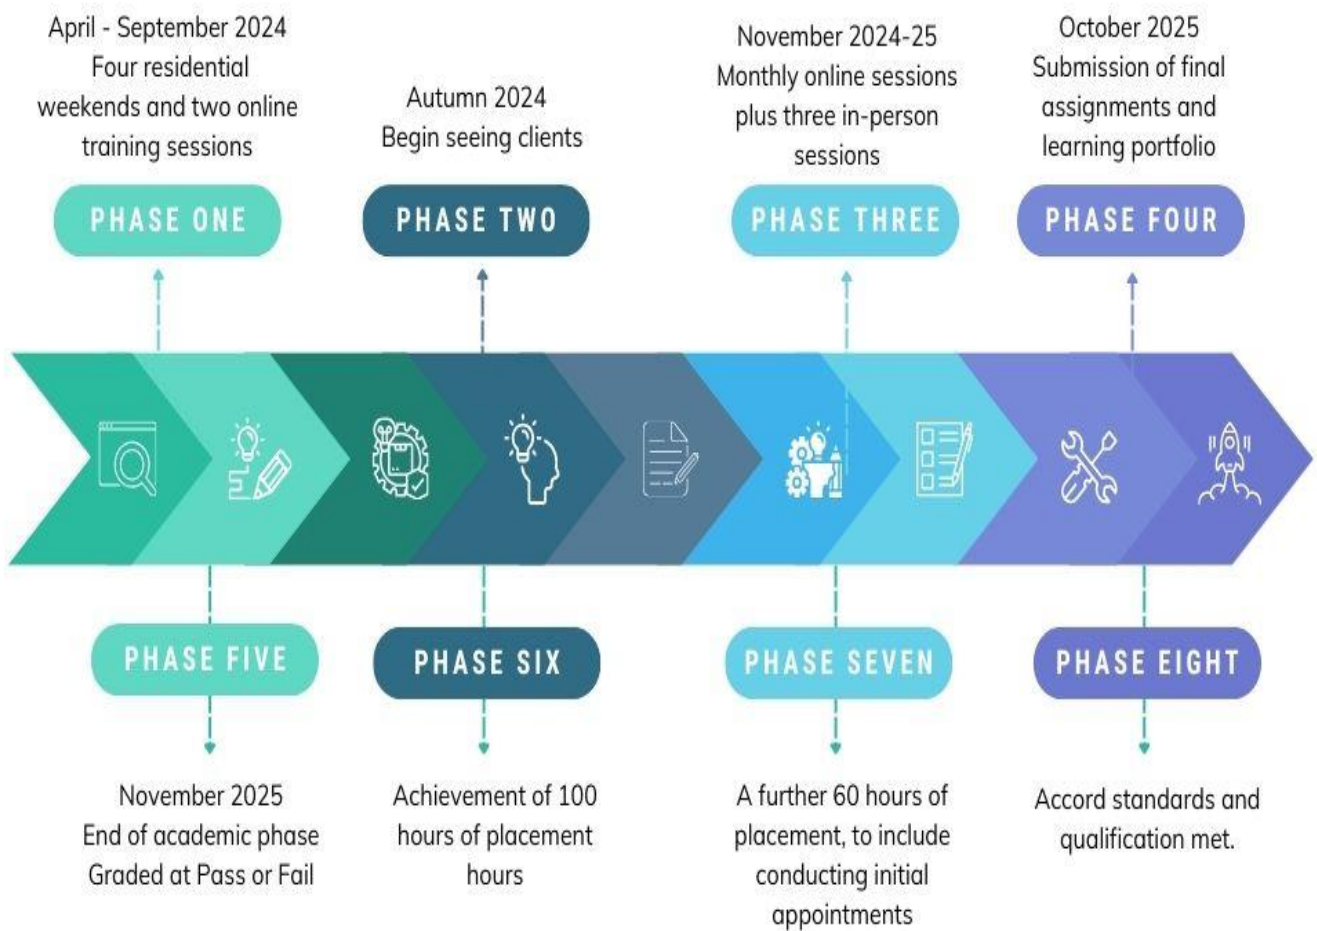 April - September 2024
Four residential
weekends and two online
training sessions
PHASE ONE
Autumn 2024
Begin seeing clients
PHASE TWO
November 2024-25
Monthly online sessions
plus three in-person
sessions
PHASE THREE
October 2025
Submission of final
assignments and
learning portfolio
PHASE FOUR
PHASE FIVE
November 2025
End of academic phase
Graded at Pass or Fail
PHASE SIX
Achievement of 100
hours of placement
hours
PHASE SEVEN
A further 60 hours of
placement, to include
conducting initial
appointments
PHASE EIGHT
Accord standards and
qualification met.